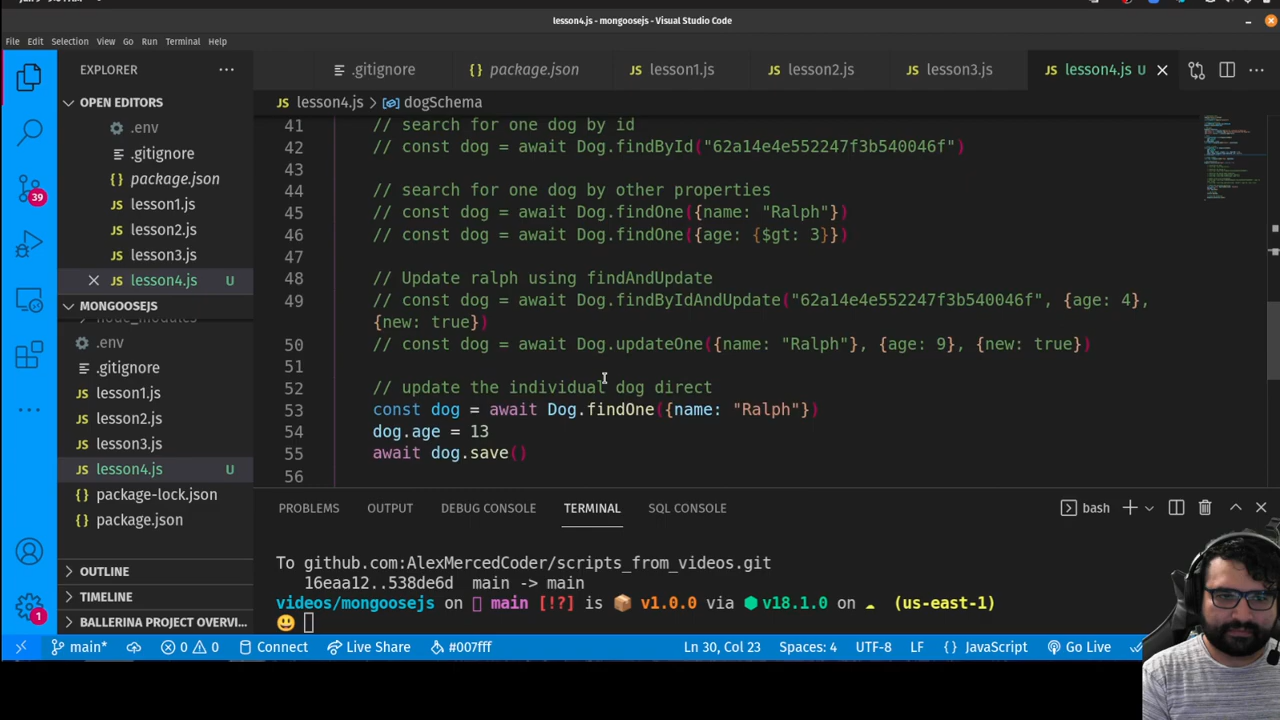 lesson4.js - mongoosejs - Visual Studio Code
File Edit Selection View Go Run Terminal Help
EXPLORER
.gitignore package.json lesson1.js lesson2.js lesson3.js lesson4.js U
OPEN EDITORS
.env
.gitignore
package.json
lesson1.js
lesson2.js
lesson3.js
lesson4.js U
MONGOOSEJS
node_modules
.env
.gitignore
lesson1.js
lesson2.js
lesson3.js
lesson4.js U
package-lock.json
package.json
OUTLINE
TIMELINE
BALLERINA PROJECT OVERVI...
39
1
lesson4.js > dogSchema
41 // search for one dog by id
42 // const dog = await Dog.findById("62a14e4e552247f3b540046f")
43
44 // search for one dog by other properties
45 // const dog = await Dog.findOne({name: "Ralph"})
46 // const dog = await Dog.findOne({age: {$gt: 3}})
47
48 // Update ralph using findAndUpdate
49 // const dog = await Dog.findByIdAndUpdate("62a14e4e552247f3b540046f", {age: 4},
{new: true})
50 // const dog = await Dog.updateOne({name: "Ralph"}, {age: 9}, {new: true})
51
52 // update the individual dog direct
53 const dog = await Dog.findOne({name: "Ralph"})
54 dog.age = 13
55 await dog.save()
56
PROBLEMS OUTPUT DEBUG CONSOLE TERMINAL SQL CONSOLE bash
To github.com:AlexMercedCoder/scripts_from_videos.git
16eaa12..538de6d main -> main
videos/mongoosejs on main [!?] is 📦 v1.0.0 via v18.1.0 on ☁ (us-east-1)
😃
main* 0 0 Connect Live Share #007fff Ln 30, Col 23 Spaces: 4 UTF-8 LF {} JavaScript Go Live